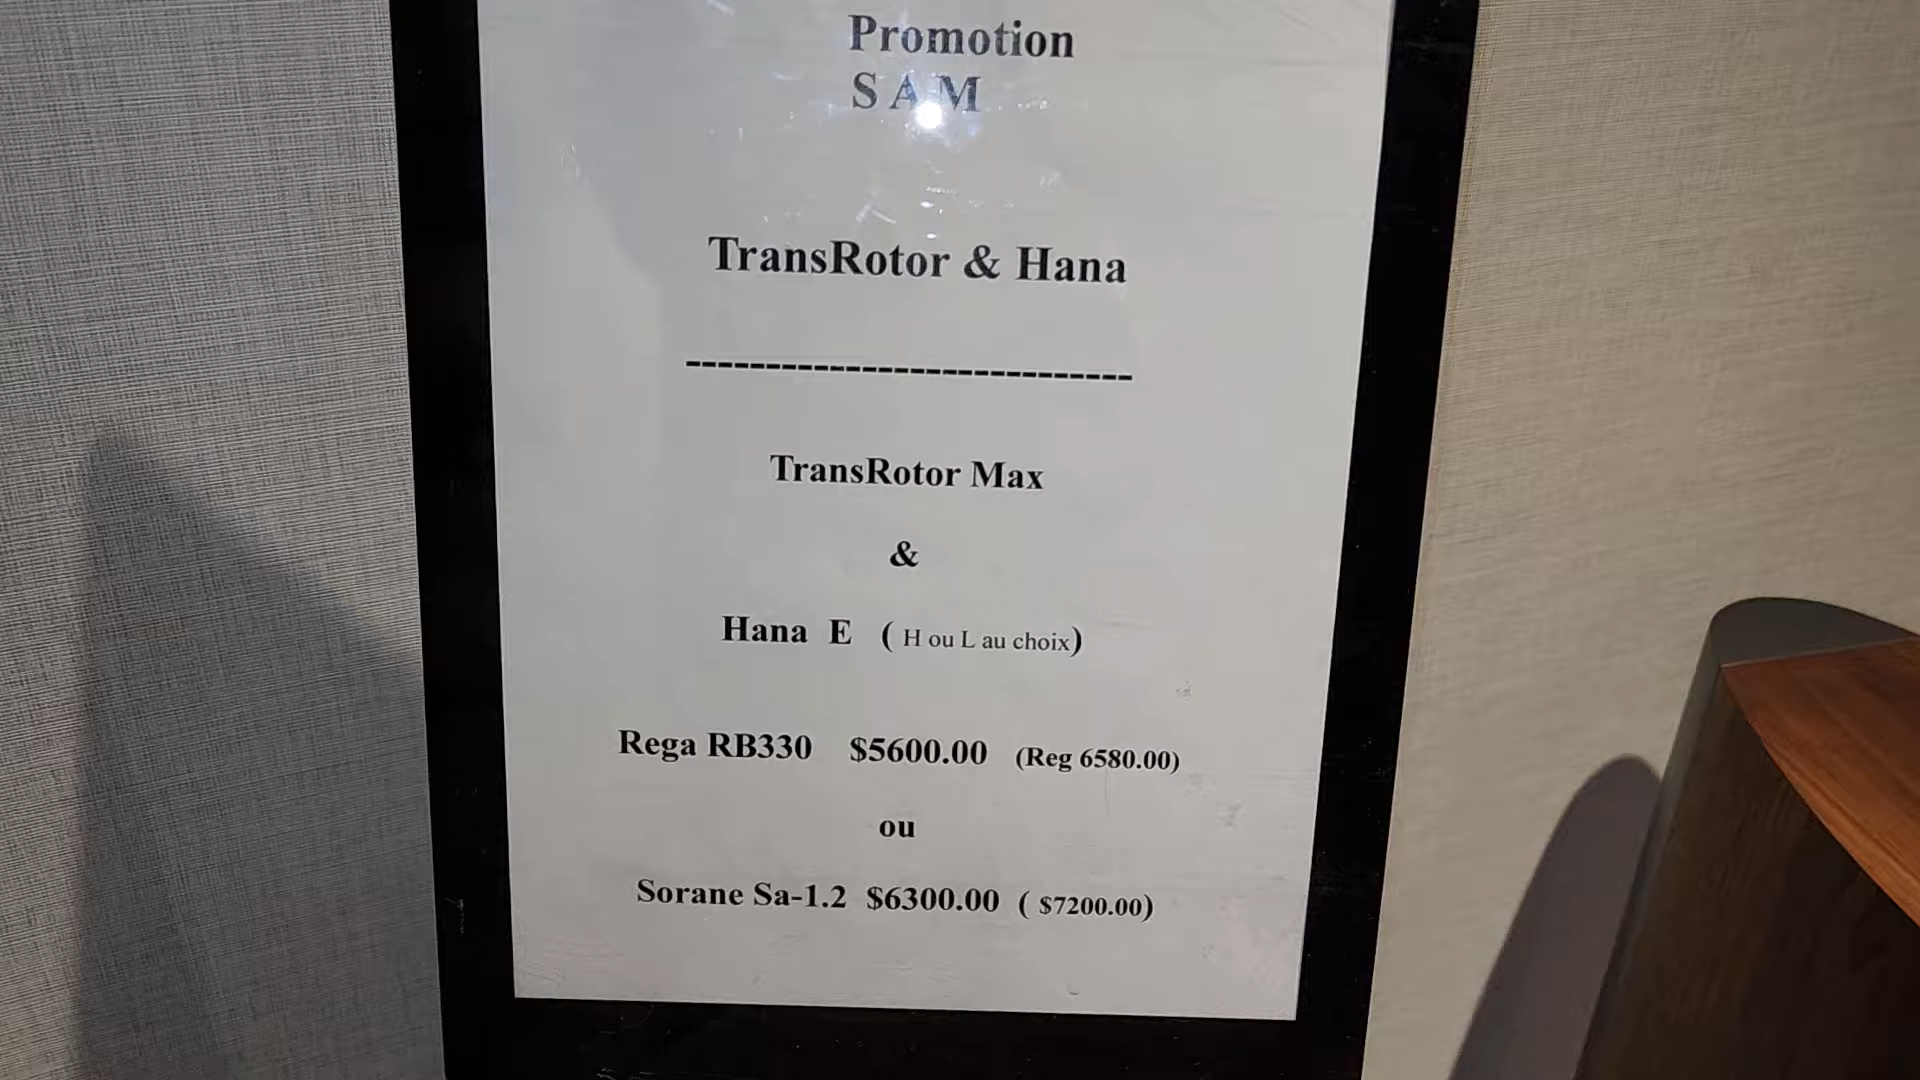 Promotion
S A M
TransRotor & Hana
----------------------------
TransRotor Max
&
Hana E ( H ou L au choix)
Rega RB330 $5600.00 (Reg 6580.00)
ou
Sorane Sa-1.2 $6300.00 ( $7200.00)